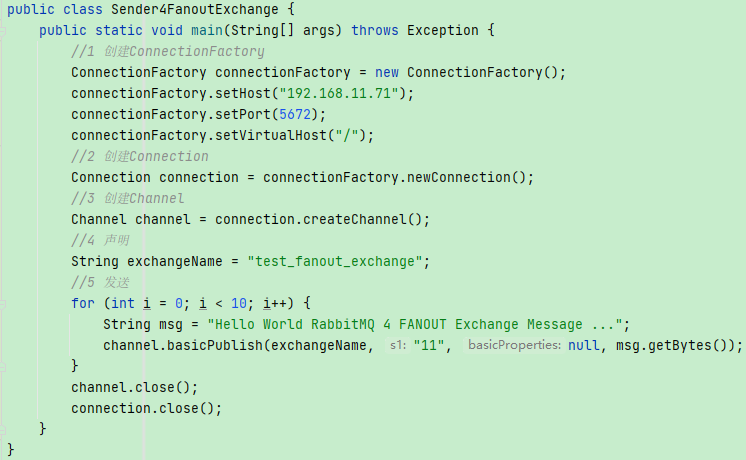 public class Sender4FanoutExchange {
    public static void main(String[] args) throws Exception {
        //1 创建ConnectionFactory
        ConnectionFactory connectionFactory = new ConnectionFactory();
        connectionFactory.setHost("192.168.11.71");
        connectionFactory.setPort(5672);
        connectionFactory.setVirtualHost("/");
        //2 创建Connection
        Connection connection = connectionFactory.newConnection();
        //3 创建Channel
        Channel channel = connection.createChannel();
        //4 声明
        String exchangeName = "test_fanout_exchange";
        //5 发送
        for (int i = 0; i < 10; i++) {
            String msg = "Hello World RabbitMQ 4 FANOUT Exchange Message ...";
            channel.basicPublish(exchangeName, s1: "11", basicProperties: null, msg.getBytes());
        }
        channel.close();
        connection.close();
    }
}